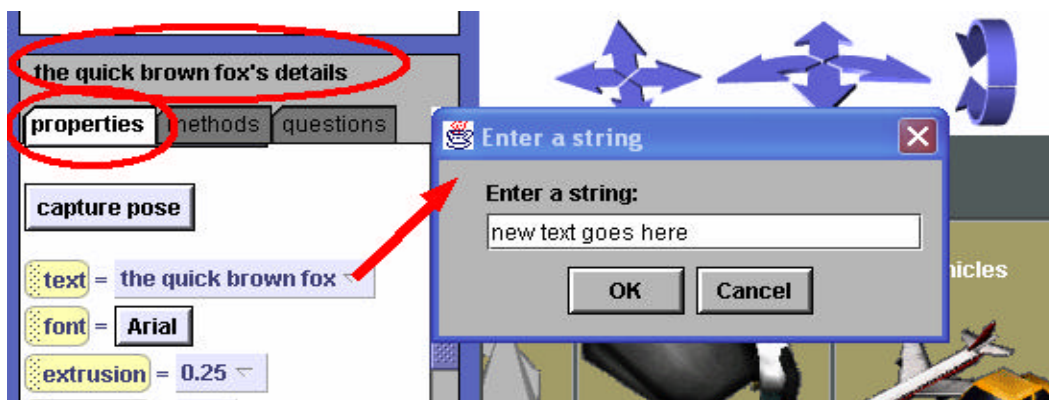 the quick brown fox's details
properties methods questions
capture pose
text = the quick brown fox
font = Arial
extrusion = 0.25
Enter a string
Enter a string:
new text goes here
OK Cancel